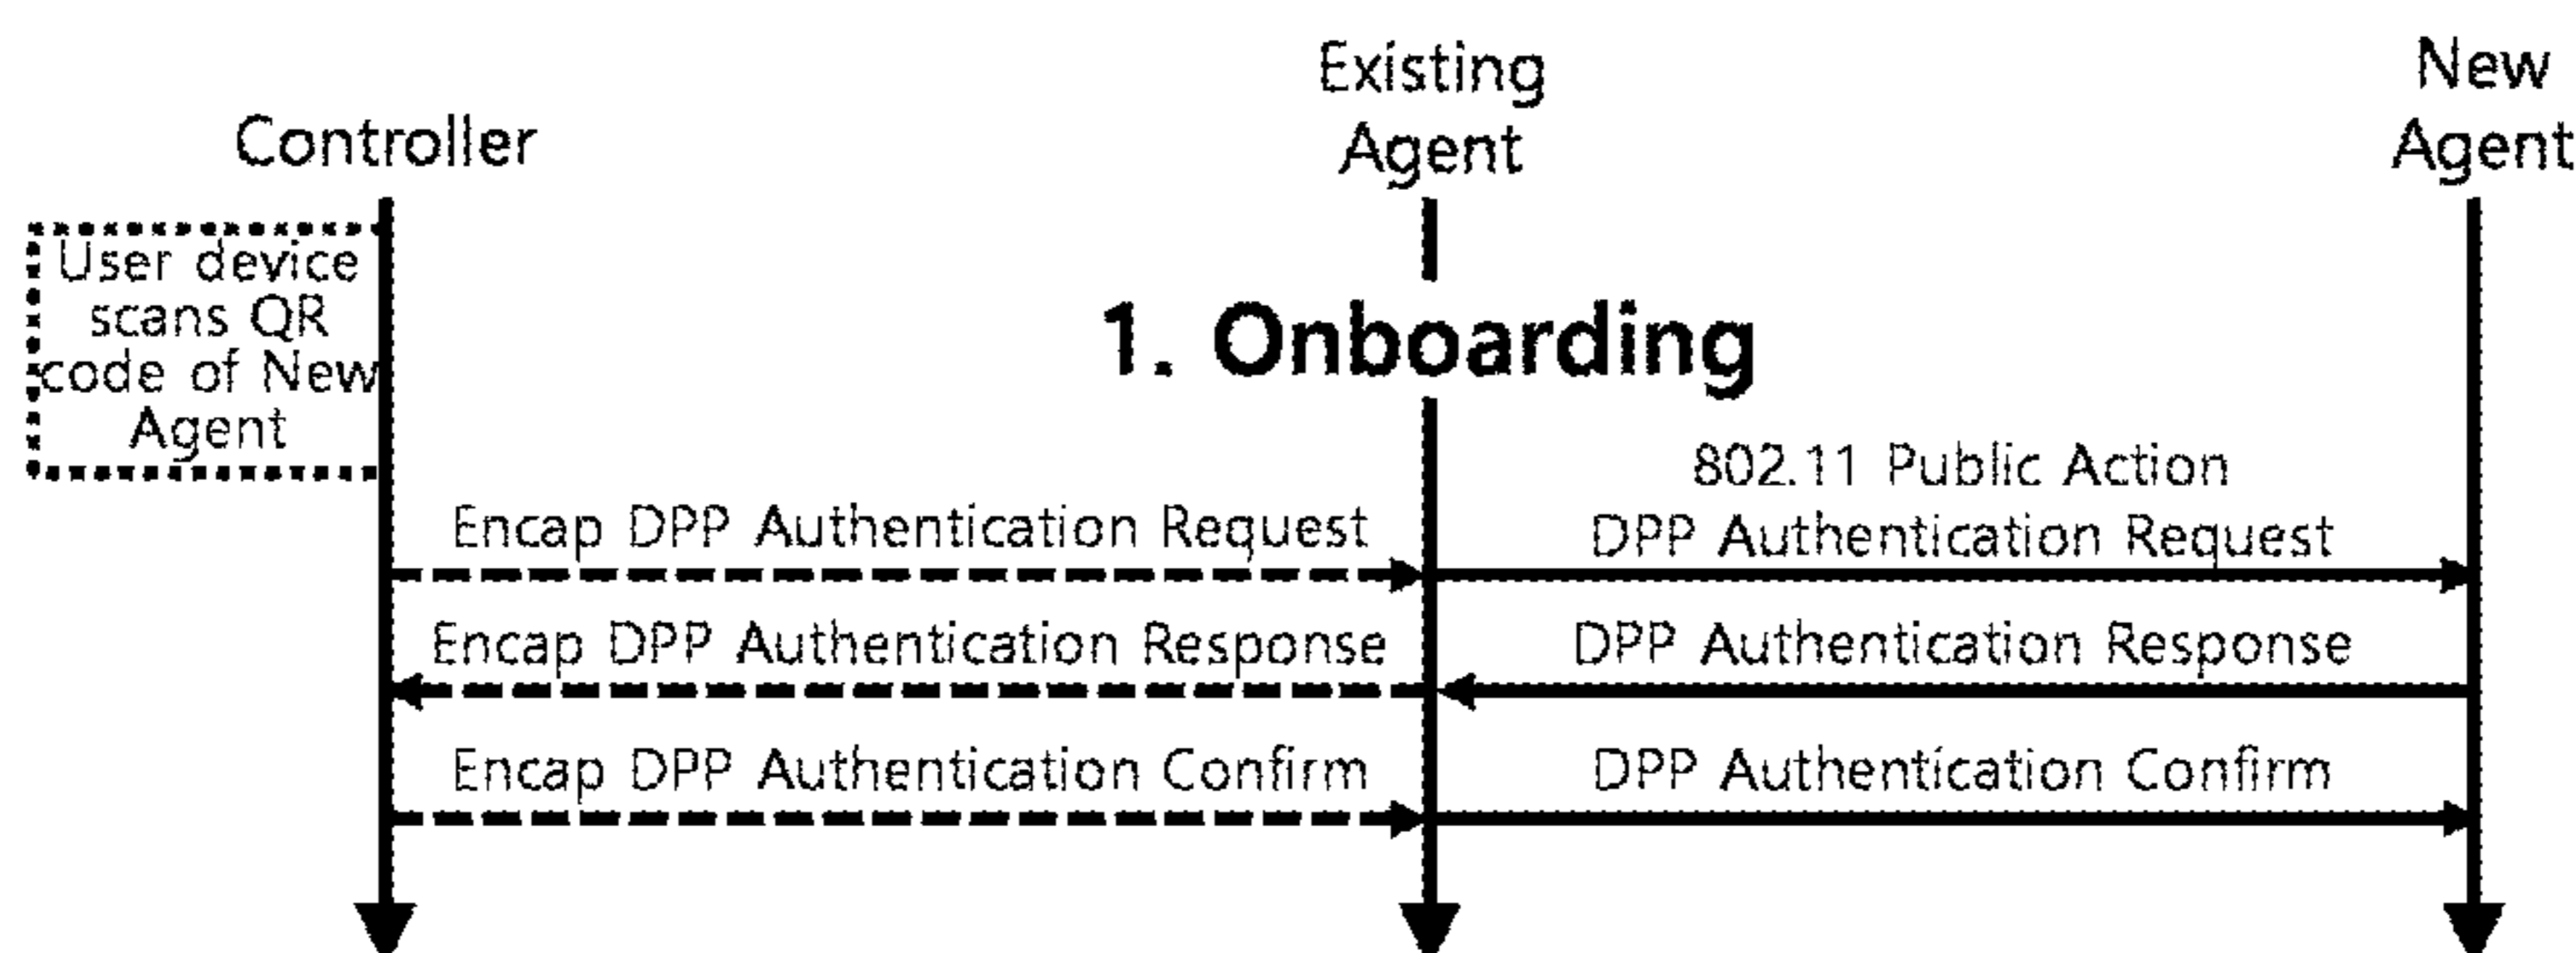 Controller
Existing
Agent
New
Agent
User device
scans QR
code of New
Agent
1. Onboarding
802.11 Public Action
Encap DPP Authentication Request
DPP Authentication Request
Encap DPP Authentication Response
DPP Authentication Response
Encap DPP Authentication Confirm
DPP Authentication Confirm